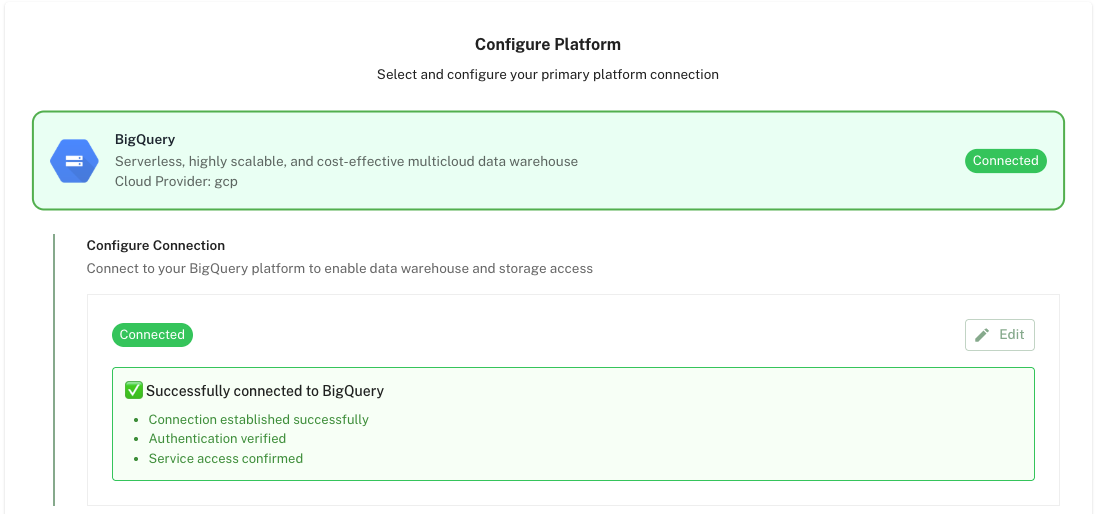 Configure Platform
Select and configure your primary platform connection
BigQuery
Serverless, highly scalable, and cost-effective multicloud data warehouse
Cloud Provider: gcp
Connected
Configure Connection
Connect to your BigQuery platform to enable data warehouse and storage access
Connected
Edit
✅ Successfully connected to BigQuery
• Connection established successfully
• Authentication verified
• Service access confirmed